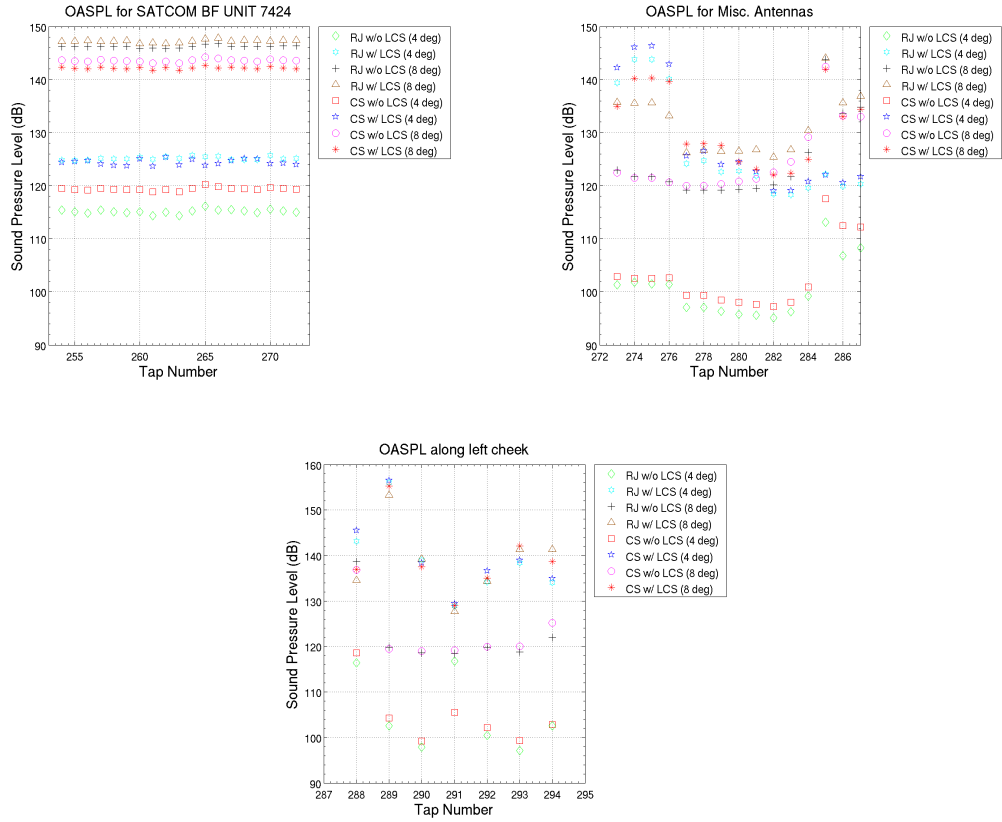 OASPL for SATCOM BF UNIT 7424
150
140
130
120
110
100
90
Sound Pressure Level (dB)
255
260
265
270
Tap Number
RJ w/o LCS (4 deg)
RJ w/ LCS (4 deg)
RJ w/o LCS (8 deg)
RJ w/ LCS (8 deg)
CS w/o LCS (4 deg)
CS w/ LCS (4 deg)
CS w/o LCS (8 deg)
CS w/ LCS (8 deg)
OASPL for Misc. Antennas
150
140
130
120
110
100
90
Sound Pressure Level (dB)
272
274
276
278
280
282
284
286
Tap Number
RJ w/o LCS (4 deg)
RJ w/ LCS (4 deg)
RJ w/o LCS (8 deg)
RJ w/ LCS (8 deg)
CS w/o LCS (4 deg)
CS w/ LCS (4 deg)
CS w/o LCS (8 deg)
CS w/ LCS (8 deg)
OASPL along left cheek
160
150
140
130
120
110
100
90
Sound Pressure Level (dB)
287
288
289
290
291
292
293
294
295
Tap Number
RJ w/o LCS (4 deg)
RJ w/ LCS (4 deg)
RJ w/o LCS (8 deg)
RJ w/ LCS (8 deg)
CS w/o LCS (4 deg)
CS w/ LCS (4 deg)
CS w/o LCS (8 deg)
CS w/ LCS (8 deg)